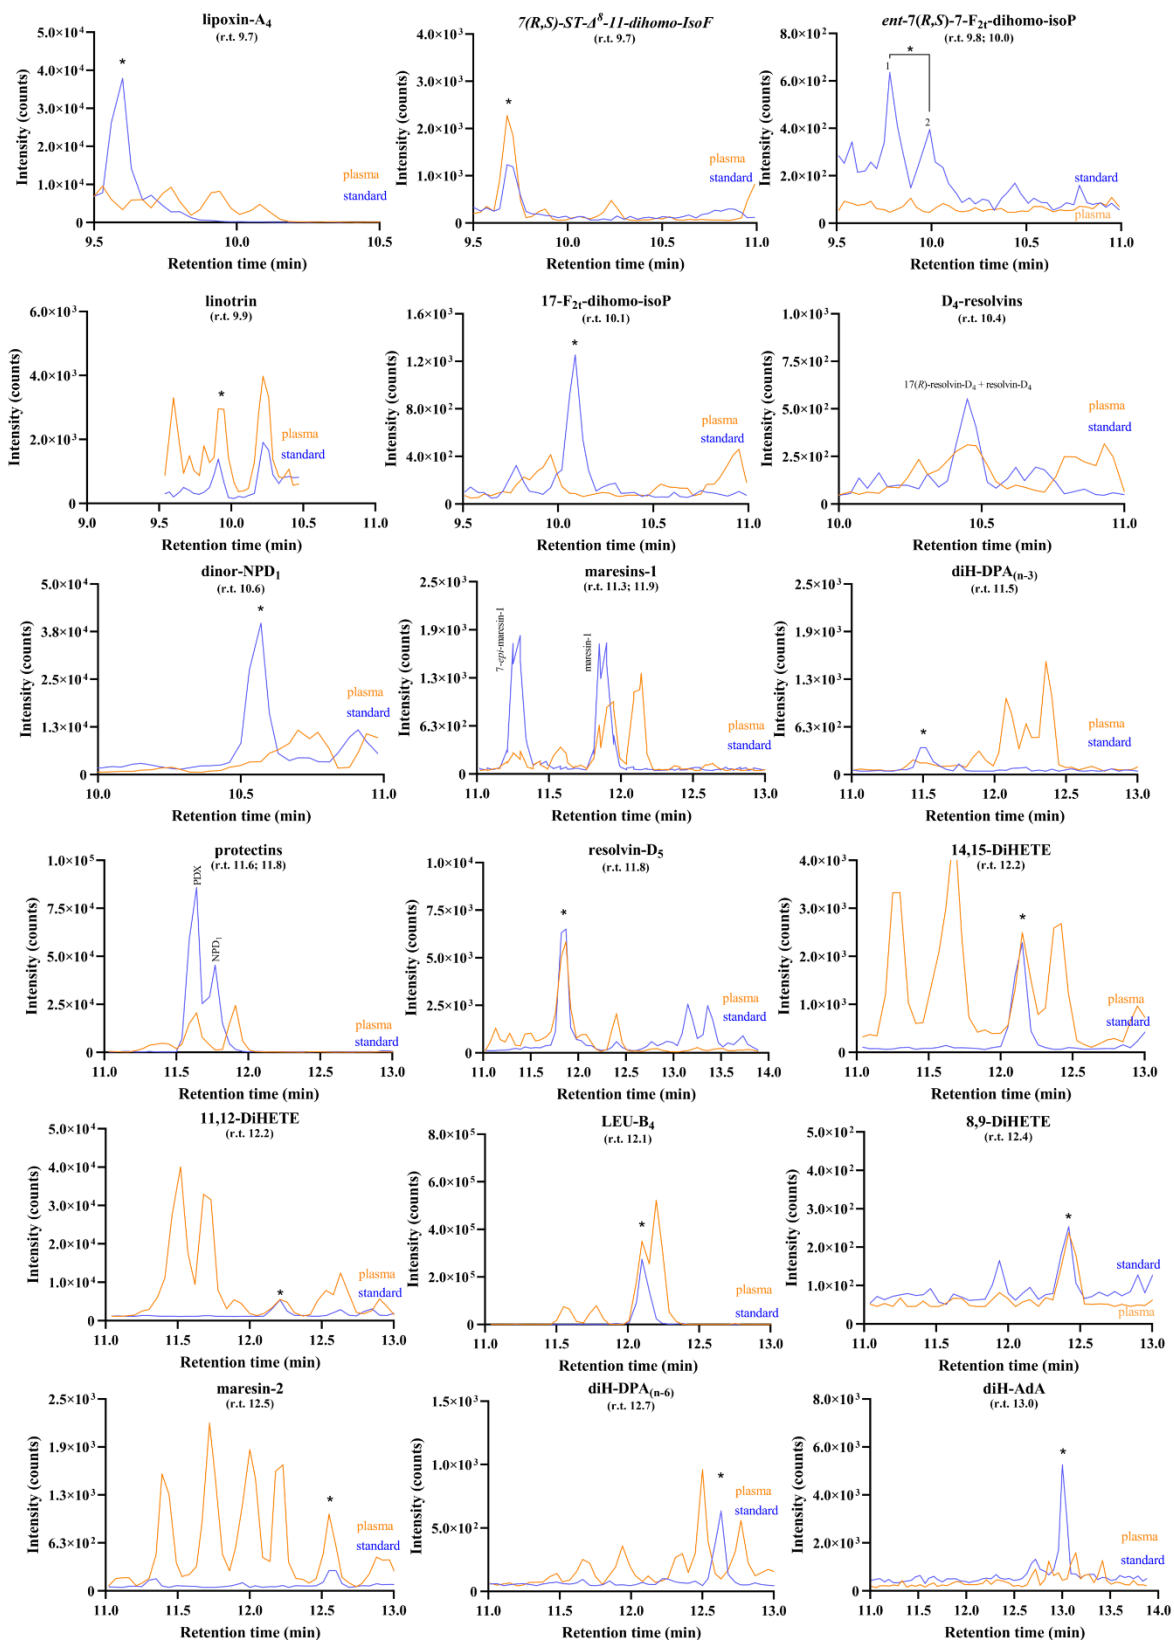 lipoxin-A4
(r.t. 9.7)
Intensity (counts)
5.0×10⁴
4.0×10⁴
3.0×10⁴
2.0×10⁴
1.0×10⁴
0
*
plasma
standard
9.5 10.0 10.5
Retention time (min)
7(R,S)-ST-Δ⁸-11-dihomo-IsoF
(r.t. 9.7)
Intensity (counts)
4.0×10³
3.0×10³
2.0×10³
1.0×10³
0
*
plasma
standard
9.5 10.0 10.5 11.0
Retention time (min)
ent-7(R,S)-7-F2t-dihomo-isoP
(r.t. 9.8; 10.0)
Intensity (counts)
8.0×10²
6.0×10²
4.0×10²
2.0×10²
0
*
1
2
standard
plasma
9.5 10.0 10.5 11.0
Retention time (min)
linotrin
(r.t. 9.9)
Intensity (counts)
6.0×10³
4.0×10³
2.0×10³
0
*
plasma
standard
9.0 9.5 10.0 10.5 11.0
Retention time (min)
17-F2t-dihomo-isoP
(r.t. 10.1)
Intensity (counts)
1.6×10³
1.2×10³
8.0×10²
4.0×10²
0
*
plasma
standard
9.5 10.0 10.5 11.0
Retention time (min)
D4-resolvins
(r.t. 10.4)
Intensity (counts)
1.0×10³
7.5×10²
5.0×10²
2.5×10²
0
17(R)-resolvin-D4 + resolvin-D4
plasma
standard
10.0 10.5 11.0
Retention time (min)
dinor-NPD1
(r.t. 10.6)
Intensity (counts)
5.0×10⁴
3.8×10⁴
2.5×10⁴
1.3×10⁴
0
*
plasma
standard
10.0 10.5 11.0
Retention time (min)
maresins-1
(r.t. 11.3; 11.9)
Intensity (counts)
2.5×10³
1.9×10³
1.3×10³
6.3×10²
0
7-epi-maresin-1
maresin-1
plasma
standard
11.0 11.5 12.0 12.5 13.0
Retention time (min)
diH-DPA(n-3)
(r.t. 11.5)
Intensity (counts)
2.5×10³
1.9×10³
1.3×10³
6.3×10²
0
*
plasma
standard
11.0 11.5 12.0 12.5 13.0
Retention time (min)
protectins
(r.t. 11.6; 11.8)
Intensity (counts)
1.0×10⁵
7.5×10⁴
5.0×10⁴
2.5×10⁴
0
PDX
NPD1
plasma
standard
11.0 11.5 12.0 12.5 13.0
Retention time (min)
resolvin-D5
(r.t. 11.8)
Intensity (counts)
1.0×10⁴
7.5×10³
5.0×10³
2.5×10³
0
*
plasma
standard
11.0 11.5 12.0 12.5 13.0 13.5 14.0
Retention time (min)
14,15-DiHETE
(r.t. 12.2)
Intensity (counts)
4.0×10³
3.0×10³
2.0×10³
1.0×10³
0
*
plasma
standard
11.0 11.5 12.0 12.5 13.0
Retention time (min)
11,12-DiHETE
(r.t. 12.2)
Intensity (counts)
5.0×10⁴
4.0×10⁴
3.0×10⁴
2.0×10⁴
1.0×10⁴
0
*
plasma
standard
11.0 11.5 12.0 12.5 13.0
Retention time (min)
LEU-B4
(r.t. 12.1)
Intensity (counts)
8.0×10⁵
6.0×10⁵
4.0×10⁵
2.0×10⁵
0
*
plasma
standard
11.0 11.5 12.0 12.5 13.0
Retention time (min)
8,9-DiHETE
(r.t. 12.4)
Intensity (counts)
5.0×10²
4.0×10²
3.0×10²
2.0×10²
1.0×10²
0
*
standard
plasma
11.0 11.5 12.0 12.5 13.0
Retention time (min)
maresin-2
(r.t. 12.5)
Intensity (counts)
2.5×10³
1.9×10³
1.3×10³
6.3×10²
0
*
plasma
standard
11.0 11.5 12.0 12.5 13.0
Retention time (min)
diH-DPA(n-6)
(r.t. 12.7)
Intensity (counts)
1.5×10³
1.0×10³
5.0×10²
0
*
plasma
standard
11.0 11.5 12.0 12.5 13.0
Retention time (min)
diH-AdA
(r.t. 13.0)
Intensity (counts)
8.0×10³
6.0×10³
4.0×10³
2.0×10³
0
*
plasma
standard
11.0 11.5 12.0 12.5 13.0 13.5 14.0
Retention time (min)